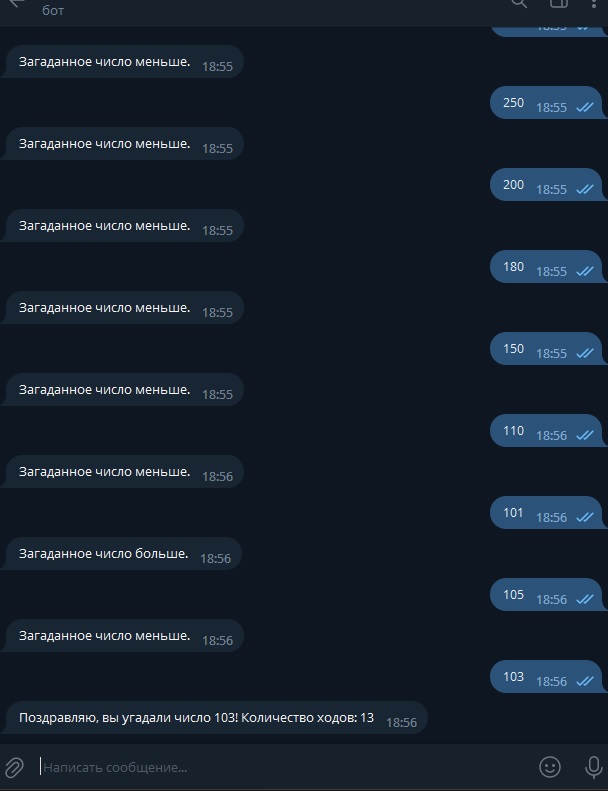 бот
18:55
Загаданное число меньше. 18:55
250 18:55
Загаданное число меньше. 18:55
200 18:55
Загаданное число меньше. 18:55
180 18:55
Загаданное число меньше. 18:55
150 18:55
Загаданное число меньше. 18:55
110 18:56
Загаданное число меньше. 18:56
101 18:56
Загаданное число больше. 18:56
105 18:56
Загаданное число меньше. 18:56
103 18:56
Поздравляю, вы угадали число 103! Количество ходов: 13 18:56
Написать сообщение...